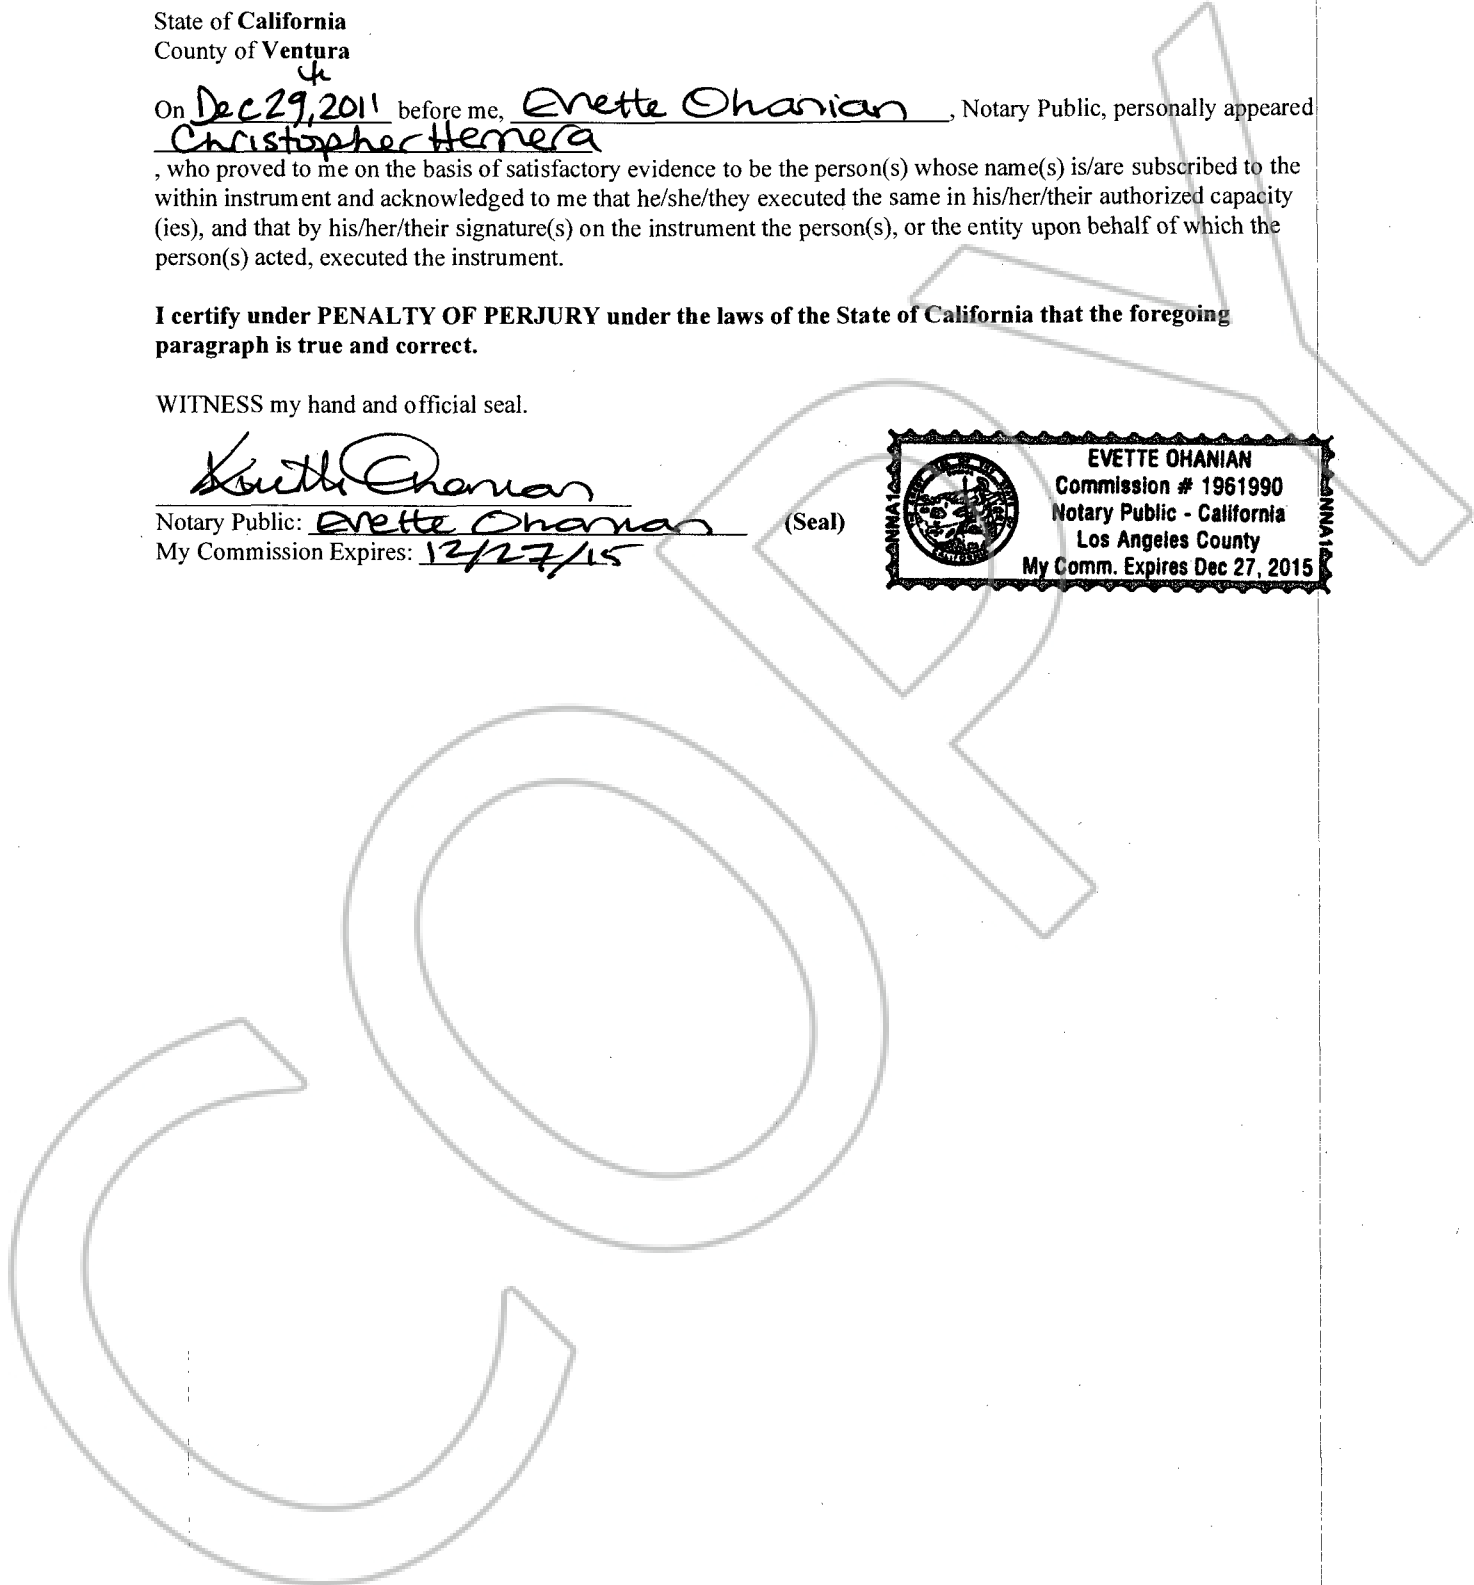 State of California
County of Ventura
On Dec 29th, 2011 before me, Evette Ohanian, Notary Public, personally appeared
Christopher Herrera
, who proved to me on the basis of satisfactory evidence to be the person(s) whose name(s) is/are subscribed to the
within instrument and acknowledged to me that he/she/they executed the same in his/her/their authorized capacity
(ies), and that by his/her/their signature(s) on the instrument the person(s), or the entity upon behalf of which the
person(s) acted, executed the instrument.
I certify under PENALTY OF PERJURY under the laws of the State of California that the foregoing
paragraph is true and correct.
WITNESS my hand and official seal.
Evette Ohanian
Notary Public: Evette Ohanian (Seal)
My Commission Expires: 12/27/15
EVETTE OHANIAN
Commission # 1961990
Notary Public - California
Los Angeles County
My Comm. Expires Dec 27, 2015
NNA1
NNA1
COPY